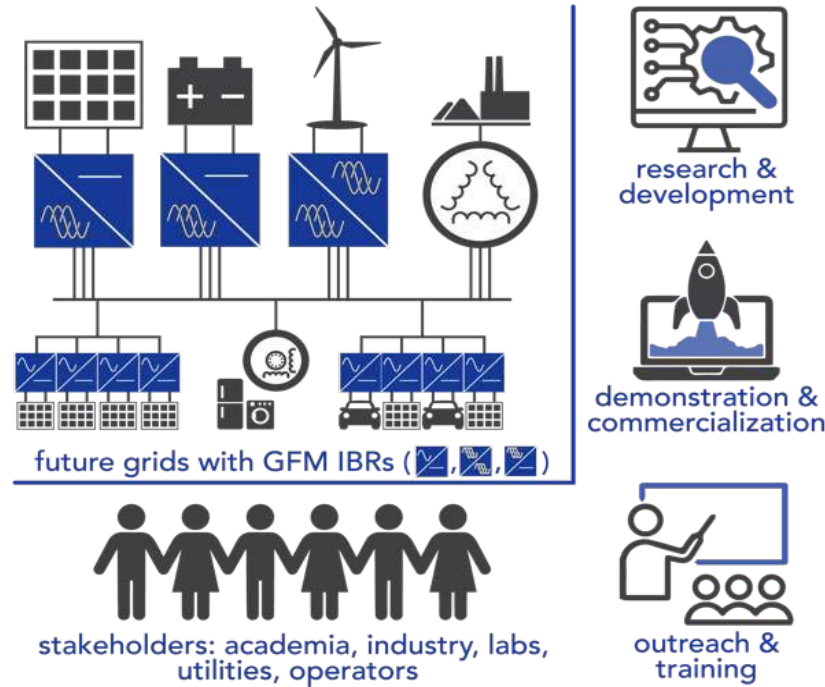 research &
development
demonstration &
commercialization
future grids with GFM IBRs ( , , )
stakeholders: academia, industry, labs,
utilities, operators
outreach &
training